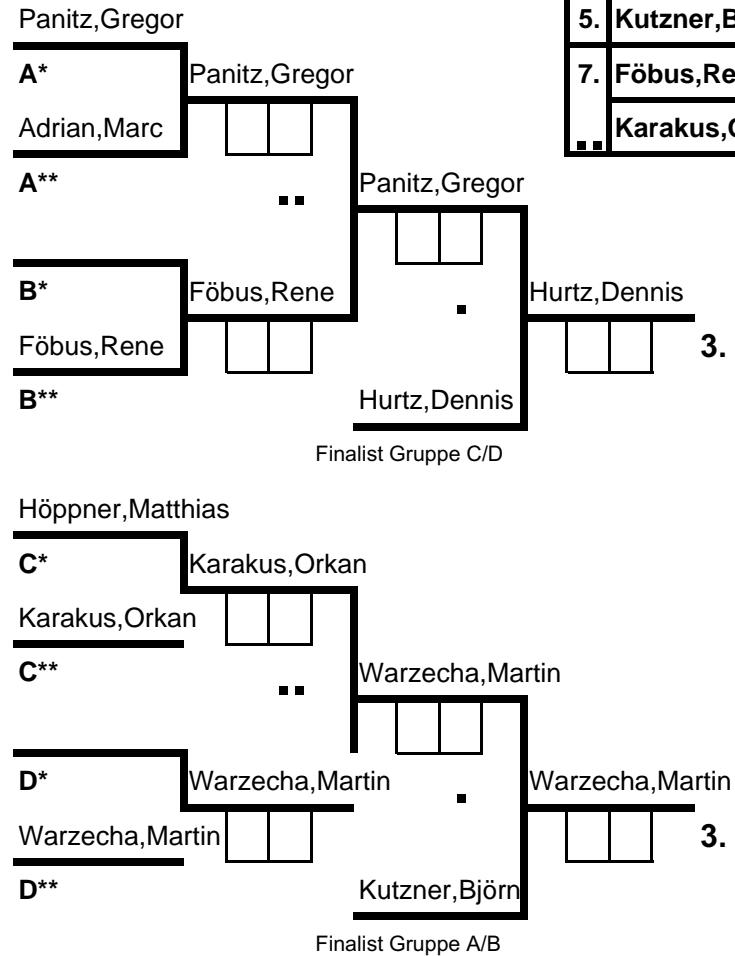 Panitz,Gregor
5. Kutzner,B
A* Panitz,Gregor
7. Föbus,Re
Adrian,Marc
Karakus,
A** Panitz,Gregor
B* Föbus,Rene Hurtz,Dennis
Föbus,Rene 3.
B** Hurtz,Dennis
Finalist Gruppe C/D
Höppner,Matthias
C* Karakus,Orkan
Karakus,Orkan
C** Warzecha,Martin
D* Warzecha,Martin Warzecha,Martin
Warzecha,Martin 3.
D** Kutzner,Björn
Finalist Gruppe A/B